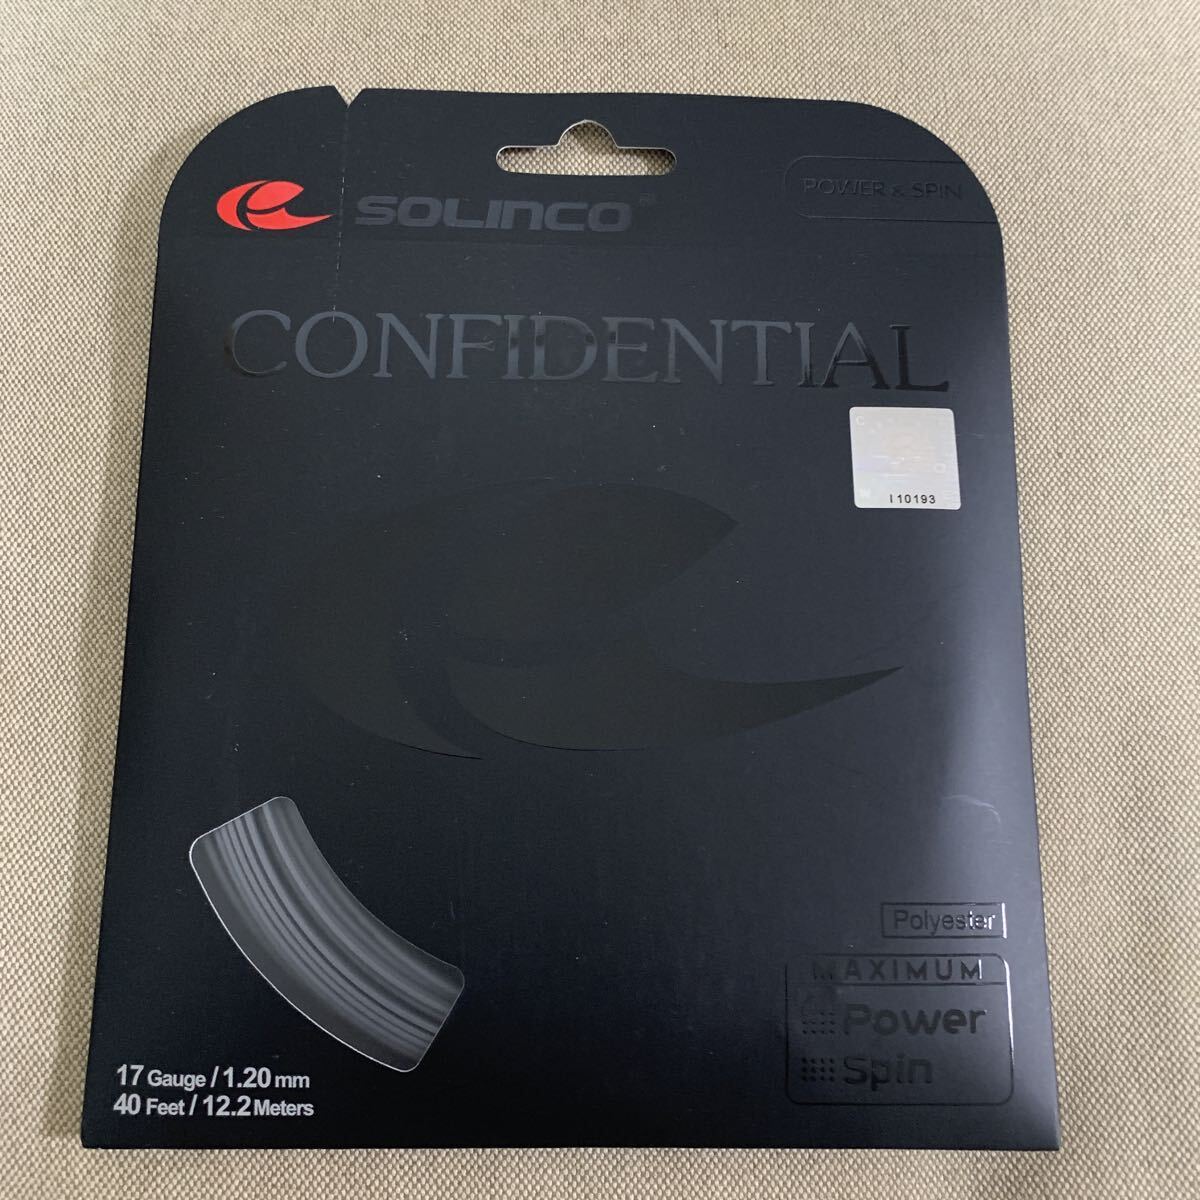 SOLINCO®
POWER & SPIN
CONFIDENTIAL
I10193
Polyester
MAXIMUM
Power
Spin
17 Gauge / 1.20 mm
40 Feet / 12.2 Meters